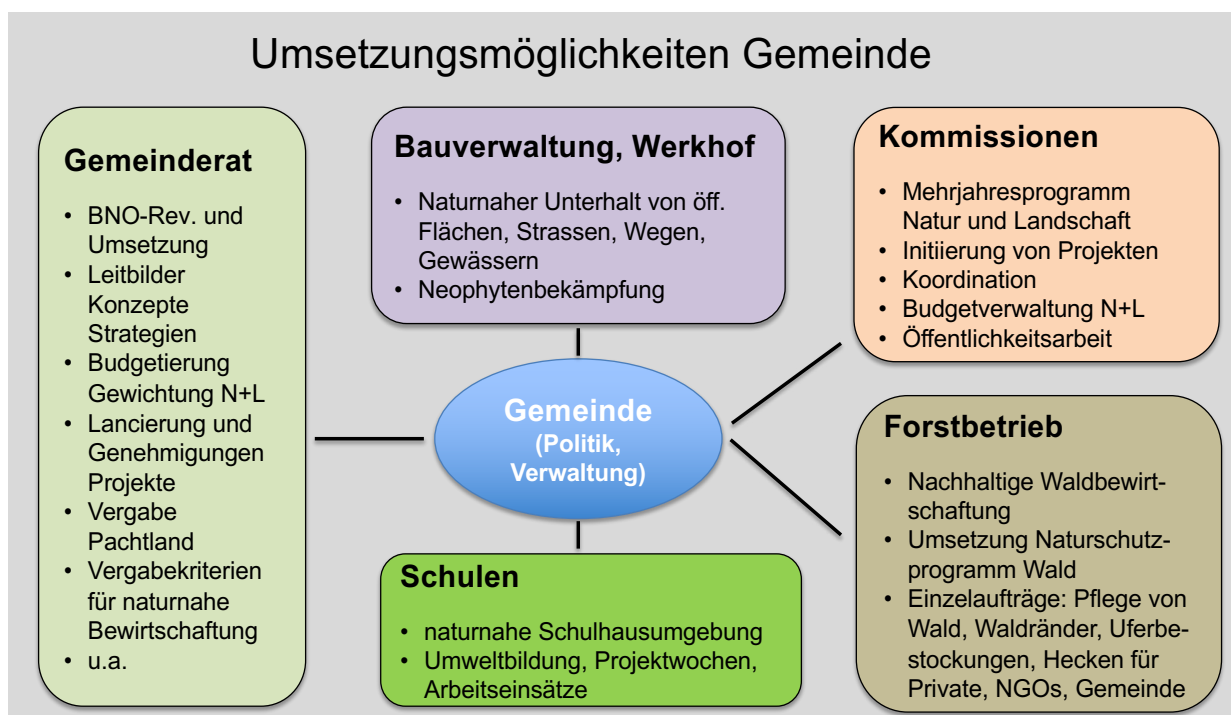 Umsetzungsmöglichkeiten Gemeinde
Gemeinderat
• BNO-Rev. und
Umsetzung
• Leitbilder
Konzepte
Strategien
• Budgetierung
Gewichtung N+L
• Lancierung und
Genehmigungen
Projekte
• Vergabe
Pachtland
• Vergabekriterien
für naturnahe
Bewirtschaftung
• u.a.
Bauverwaltung, Werkhof
• Naturnaher Unterhalt von öff.
Flächen, Strassen, Wegen,
Gewässern
• Neophytenbekämpfung
Kommissionen
• Mehrjahresprogramm
Natur und Landschaft
• Initiierung von Projekten
• Koordination
• Budgetverwaltung N+L
• Öffentlichkeitsarbeit
Gemeinde
(Politik,
Verwaltung)
Schulen
• naturnahe Schulhausumgebung
• Umweltbildung, Projektwochen,
Arbeitseinsätze
Forstbetrieb
• Nachhaltige Waldbewirt-
schaftung
• Umsetzung Naturschutz-
programm Wald
• Einzelaufträge: Pflege von
Wald, Waldränder, Uferbe-
stockungen, Hecken für
Private, NGOs, Gemeinde